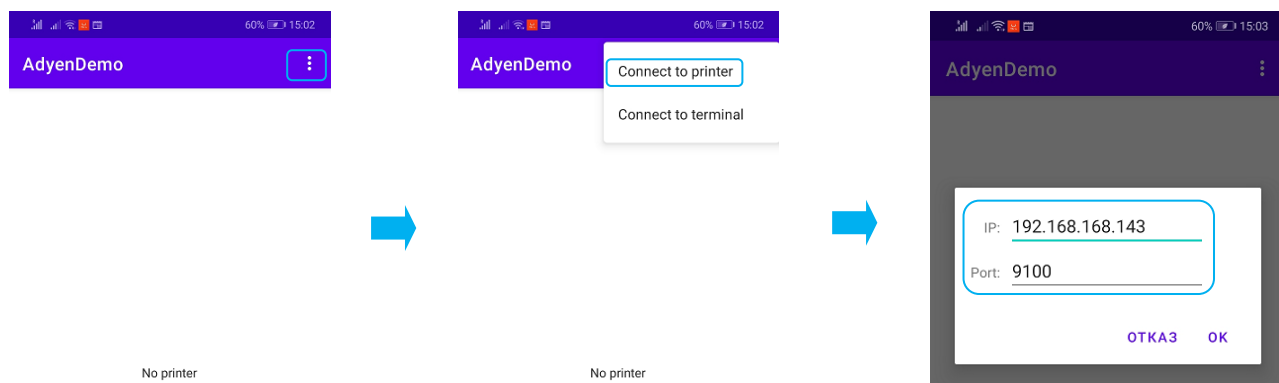 60% 15:02
AdyenDemo
No printer
60% 15:02
AdyenDemo
Connect to printer
Connect to terminal
No printer
60% 15:03
AdyenDemo
IP: 192.168.168.143
Port: 9100
ОТКАЗ OK